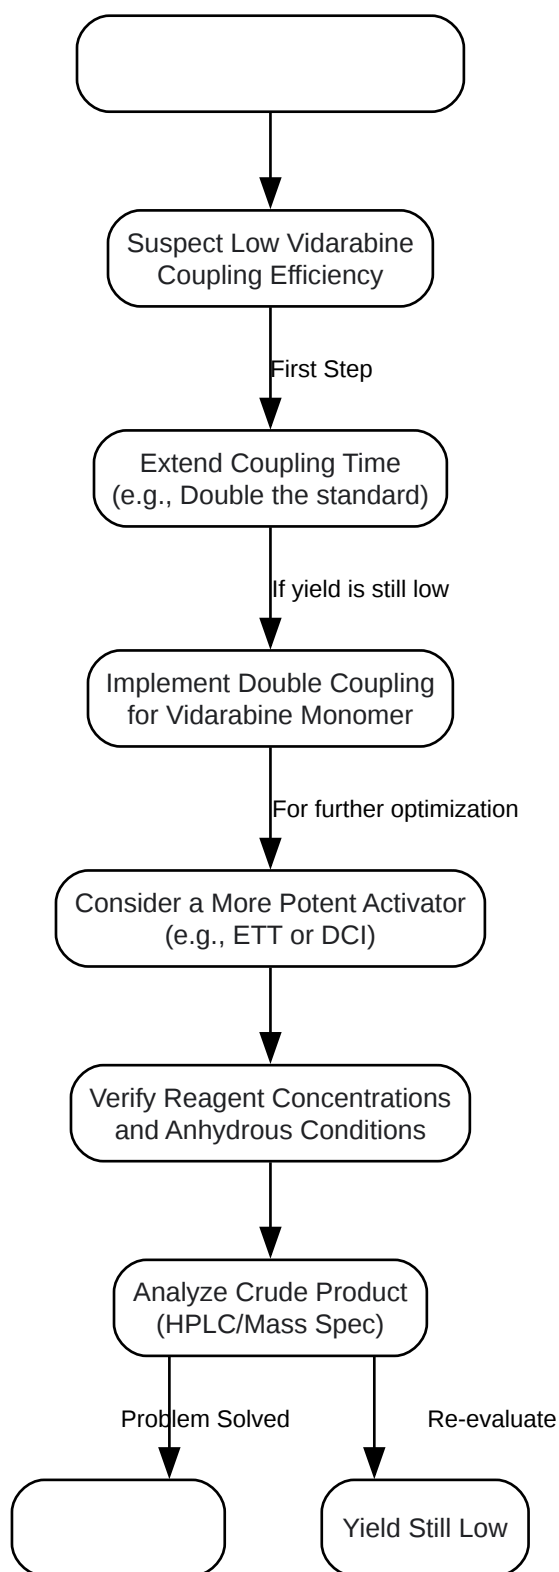 Suspect Low Vidarabine
Coupling Efficiency
First Step
Extend Coupling Time
(e.g., Double the standard)
If yield is still low
Implement Double Coupling
for Vidarabine Monomer
For further optimization
Consider a More Potent Activator
(e.g., ETT or DCI)
Verify Reagent Concentrations
and Anhydrous Conditions
Analyze Crude Product
(HPLC/Mass Spec)
Problem Solved
Re-evaluate
Yield Still Low